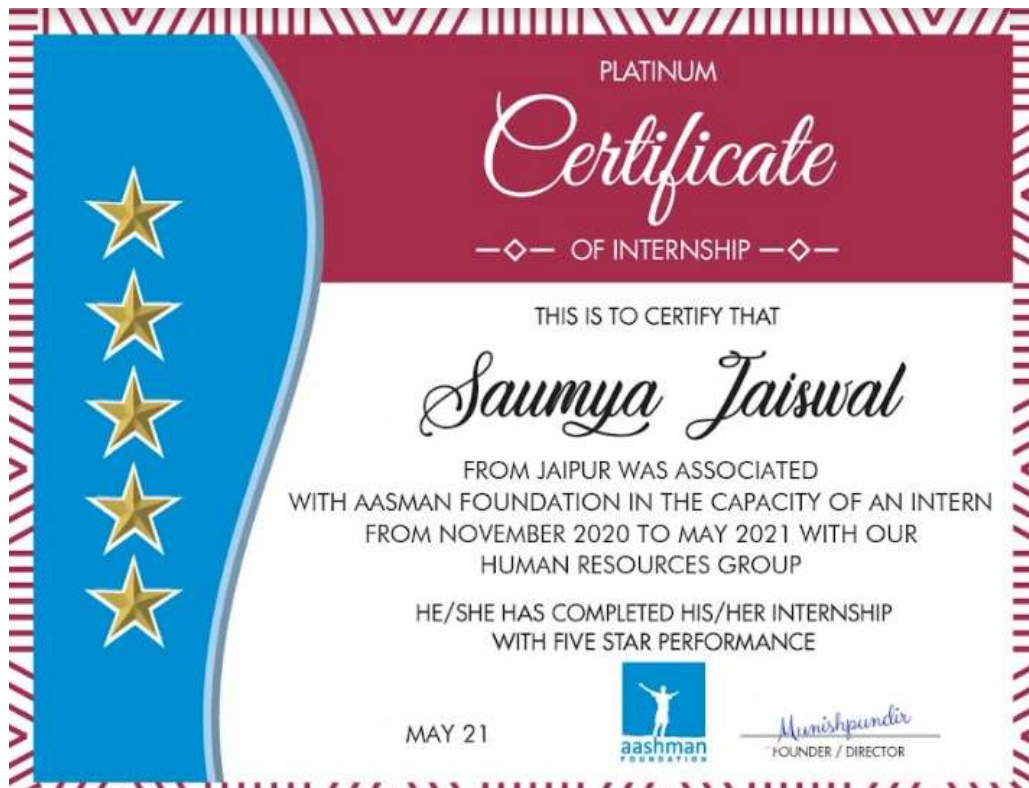 PLATINUM
Certificate
OF INTERNSHIP
THIS IS TO CERTIFY THAT
Saumya Jaiswal
FROM JAIPUR WAS ASSOCIATED
WITH AASMAN FOUNDATION IN THE CAPACITY OF AN INTERN
FROM NOVEMBER 2020 TO MAY 2021 WITH OUR
HUMAN RESOURCES GROUP
HE/SHE HAS COMPLETED HIS/HER INTERNSHIP
WITH FIVE STAR PERFORMANCE
MAY 21
aashman
FOUNDATION
Munishpundir
FOUNDER / DIRECTOR